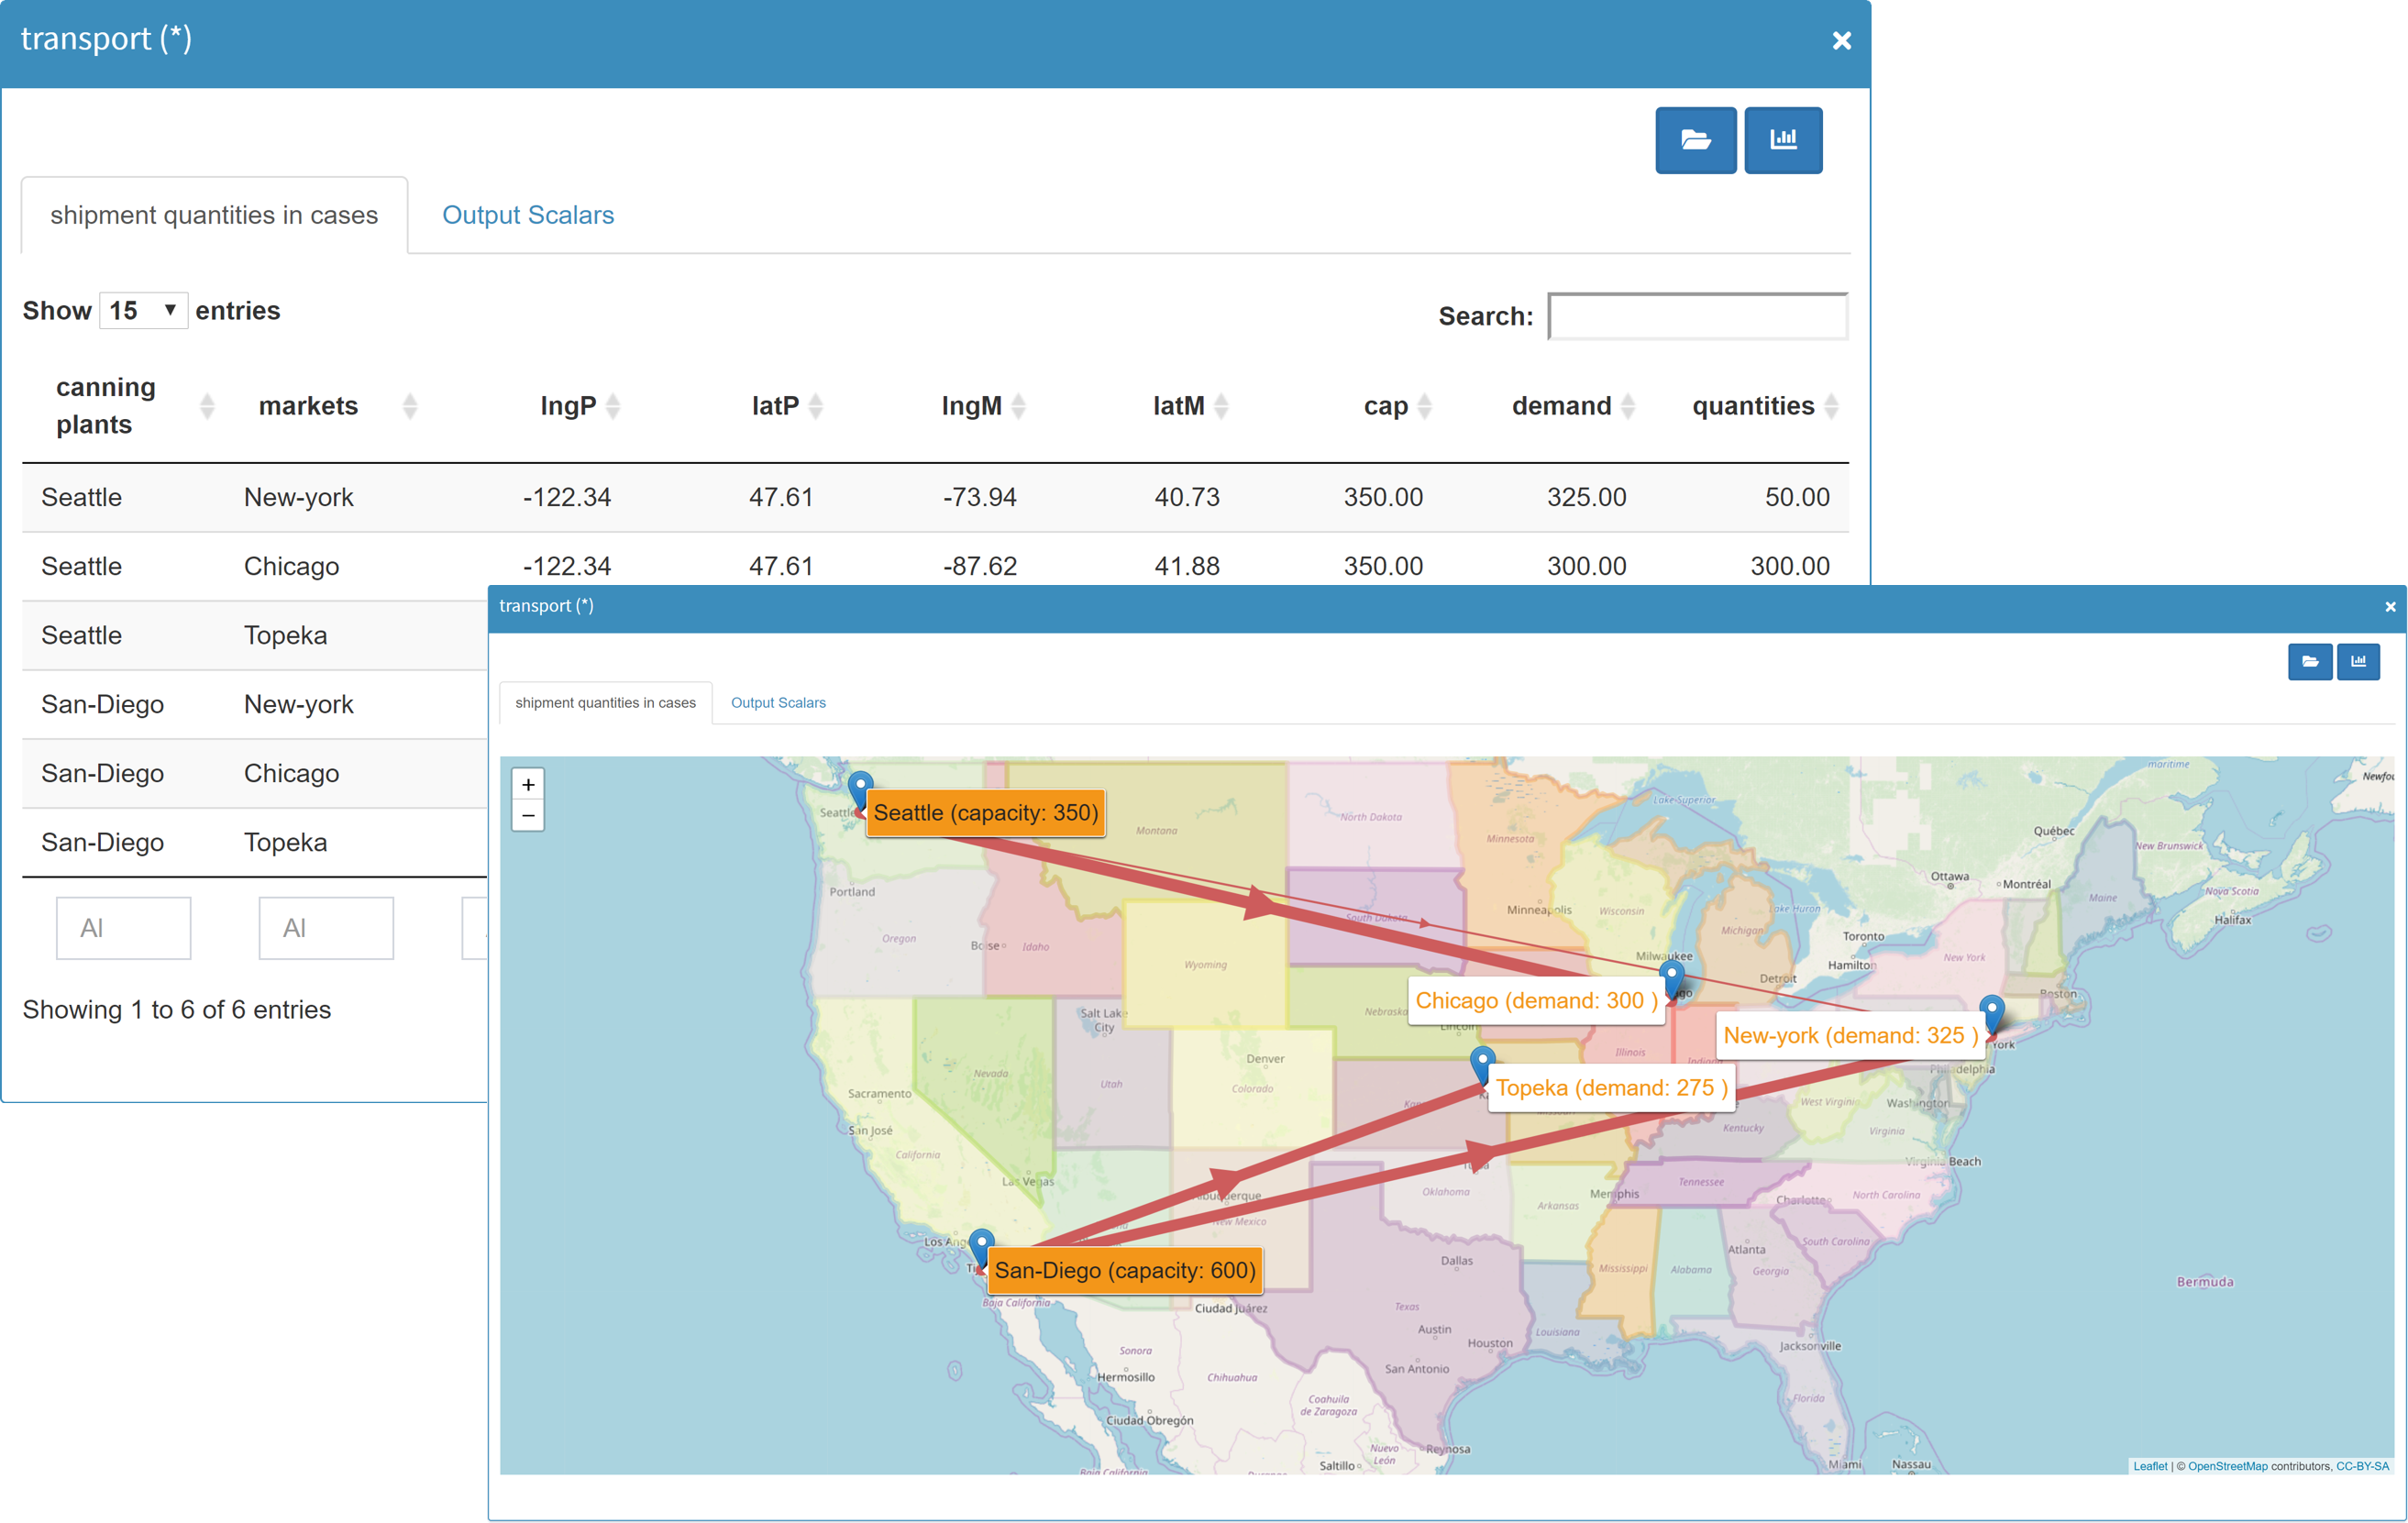 transport (*)
shipment quantities in cases
Output Scalars
Show 15 entries
Search:
canning plants markets lngP latP lngM latM cap demand quantities
Seattle New-york -122.34 47.61 -73.94 40.73 350.00 325.00 50.00
Seattle Chicago -122.34 47.61 -87.62 41.88 350.00 300.00 300.00
Seattle Topeka
San-Diego New-york
San-Diego Chicago
San-Diego Topeka
Al Al
Showing 1 to 6 of 6 entries
transport (*)
shipment quantities in cases
Output Scalars
+
−
maritime
Newfou
Seattle
Seattle (capacity: 350)
Montana
North Dakota
Lake Superior
Minnesota
Québec
New Brunswick
Portland
South Dakota
Minneapolis
Wisconsin
Lake Huron
Ottawa
Montréal
Maine
Nova Scotia
Halifax
Oregon
Boise
Idaho
Wyoming
Michigan
Toronto
Milwaukee
Hamilton
New York
Detroit
Boston
Chicago (demand: 300 )
Salt Lake City
Nebraska
Lincoln
New-york (demand: 325 )
York
Denver
Illinois
Indiana
Philadelphia
Nevada
Utah
Colorado
Topeka (demand: 275 )
Sacramento
West Virginia
Washington
San José
Kentucky
Virginia
California
Las Vegas
Virginia Beach
Albuquerque
Oklahoma
Memphis
Tennessee
Charlotte
North Carolina
Arkansas
New Mexico
Los Ang
San-Diego (capacity: 600)
Dallas
Mississippi
Alabama
Atlanta
Georgia
South Carolina
Bermuda
Baja California
Ciudad Juárez
Texas
Austin
Houston
Louisiana
Jacksonville
Sonora
Hermosillo
Chihuahua
San Antonio
Coahuila de Zaragoza
Florida
Ciudad Obregón
Nuevo León
Reynosa
Saltillo
Miami
Nassau
Baja California
Durango
Leaflet | © OpenStreetMap contributors, CC-BY-SA